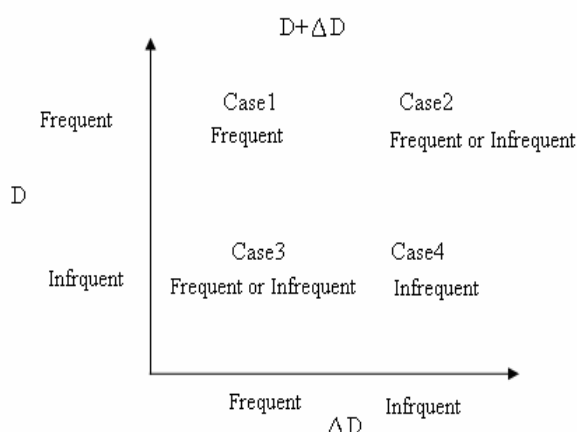 D+ΔD
Case1 Case2
Frequent Frequent Frequent or Infrequent
D
Case3 Case4
Infrquent Frequent or Infrequent Infrequent
Frequent Infrquent
ΔD